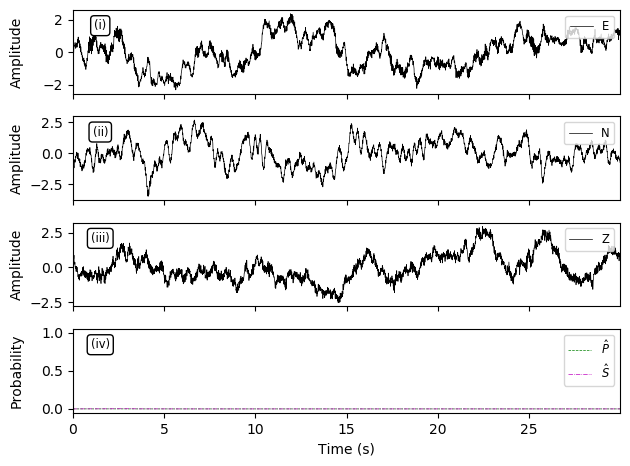 2
0
−2
Amplitude
(i)
E
2.5
0.0
−2.5
Amplitude
(ii)
N
2.5
0.0
−2.5
Amplitude
(iii)
Z
1.0
0.5
0.0
Probability
(iv)
P̂
Ŝ
0 5 10 15 20 25
Time (s)